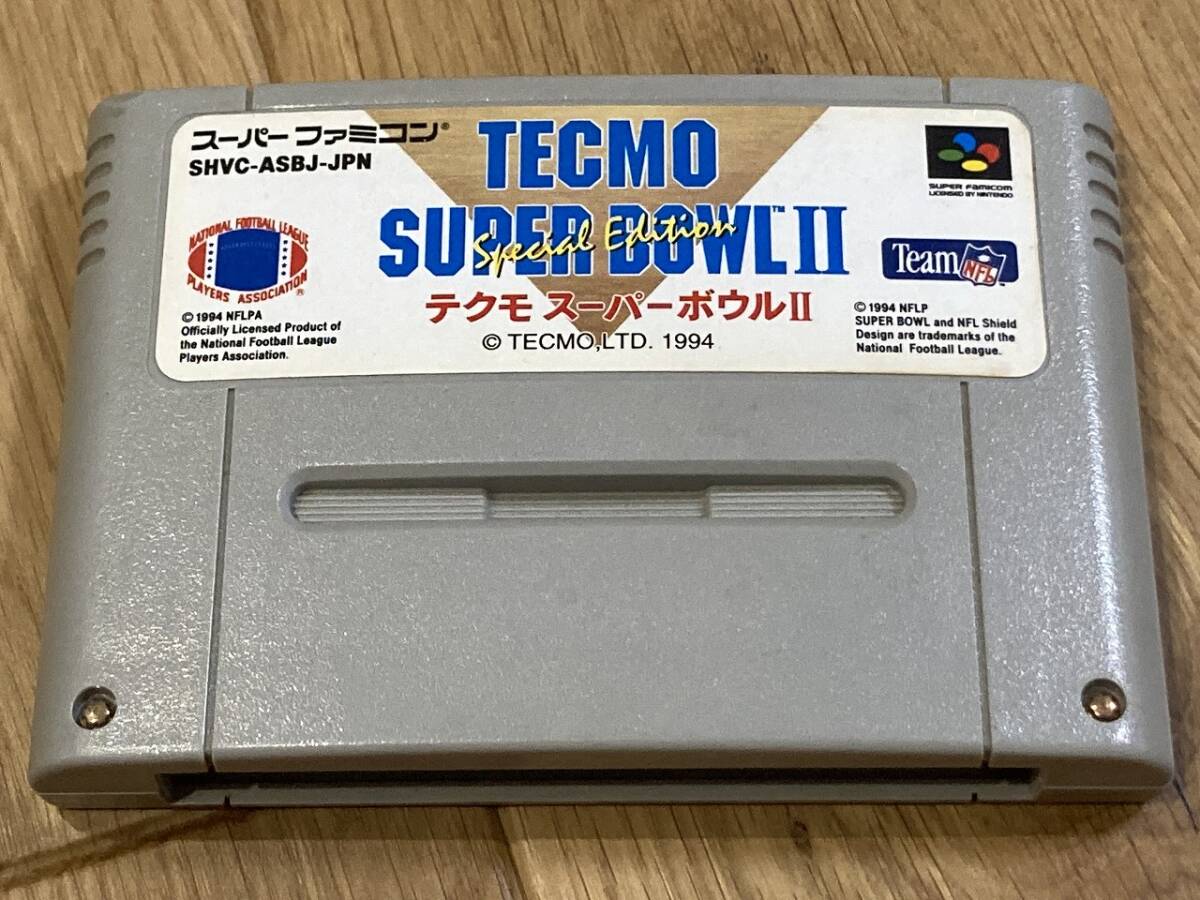 スーパーファミコン®
SHVC-ASBJ-JPN
TECMO
SUPER BOWL™ II
Special Edition
テクモ スーパーボウルII
© TECMO,LTD. 1994
NATIONAL FOOTBALL LEAGUE
PLAYERS ASSOCIATION ®
© 1994 NFLPA
Officially Licensed Product of
the National Football League
Players Association.
SUPER FAMICOM
LICENSED BY NINTENDO
Team NFL ™
© 1994 NFLP
SUPER BOWL and NFL Shield
Design are trademarks of the
National Football League.